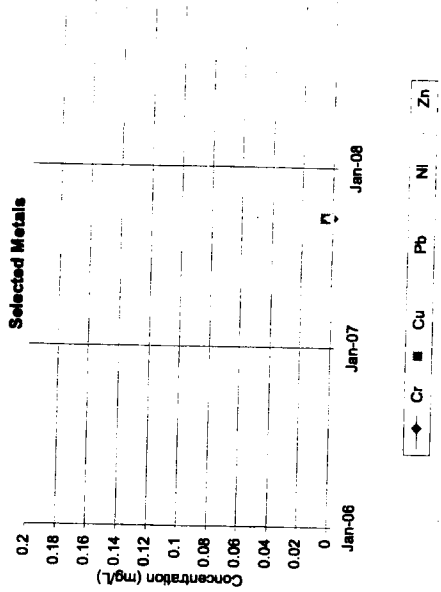 Selected Metals
Concentration (mg/L)
0.2
0.18
0.16
0.14
0.12
0.1
0.08
0.06
0.04
0.02
0
Jan-06
Jan-07
Jan-08
Cr Cu Pb Ni Zn